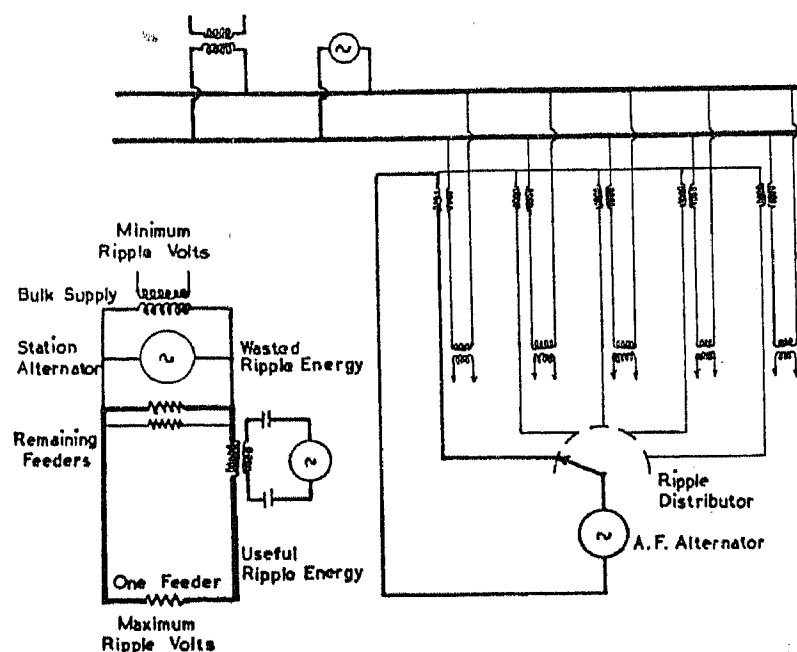 Minimum
Ripple Volts
Bulk Supply
Station
Alternator
Wasted
Ripple Energy
Remaining
Feeders
Useful
Ripple Energy
One Feeder
Maximum
Ripple Volts
Ripple
Distributor
A.F. Alternator